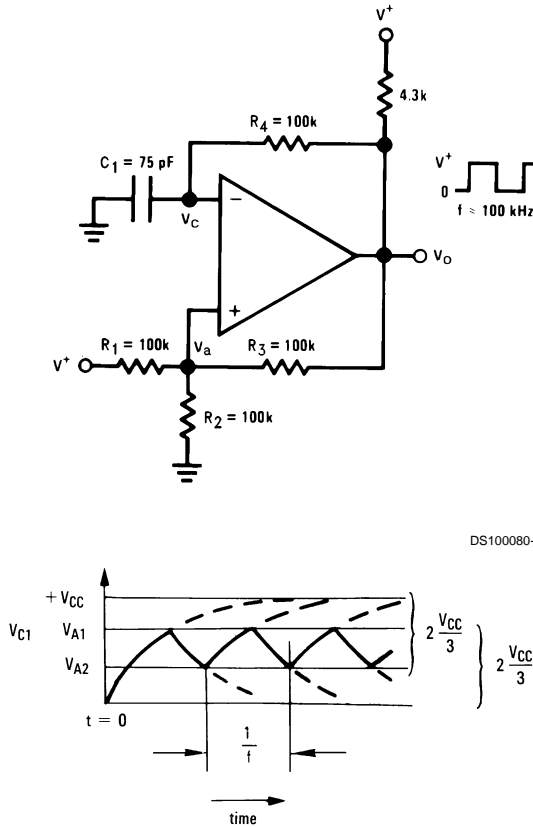 V+
4.3k
R4 = 100k
C1 = 75 pF
V+
0
f ≈ 100 kHz
−
VC
VO
+
R1 = 100k
Va
R3 = 100k
V+
R2 = 100k
DS100080-
+VCC
VC1
VA1
VA2
2 VCC/3
2 VCC/3
t = 0
1/f
time